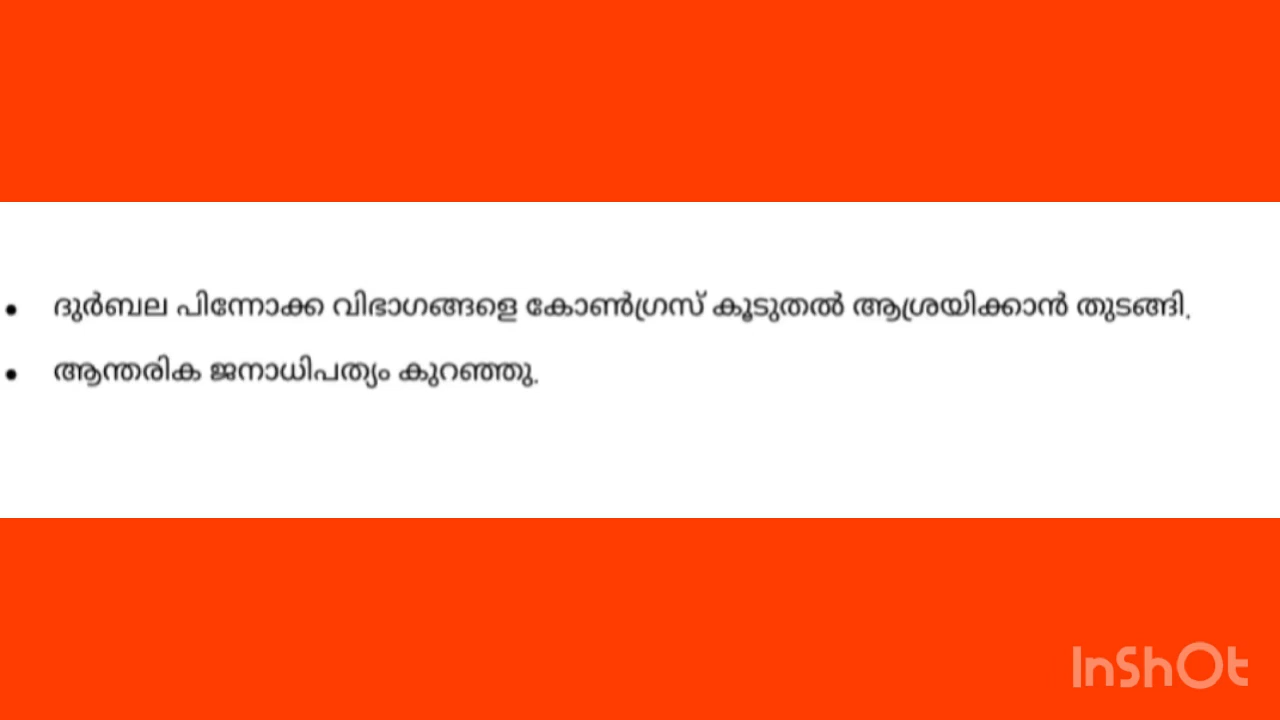 • ദുർബല പിന്നോക്ക വിഭാഗങ്ങളെ കോൺഗ്രസ് കൂടുതൽ ആശ്രയിക്കാൻ തുടങ്ങി.
• ആന്തരിക ജനാധിപത്യം കുറഞ്ഞു.
InShOt